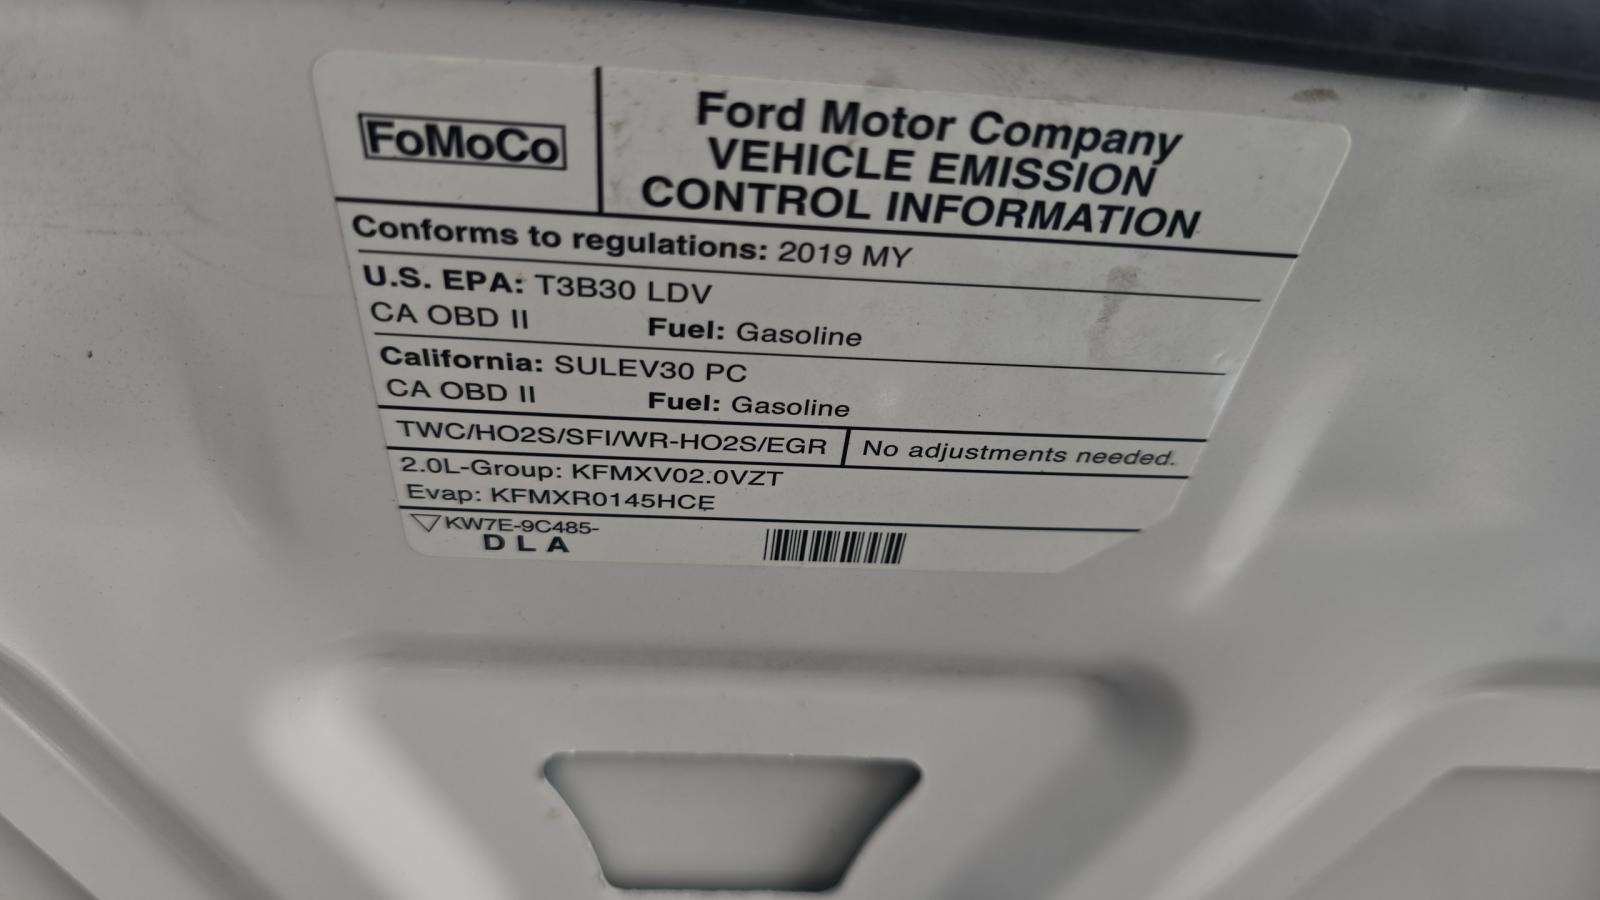 FoMoCo
Ford Motor Company
VEHICLE EMISSION
CONTROL INFORMATION
Conforms to regulations: 2019 MY
U.S. EPA: T3B30 LDV
CA OBD II Fuel: Gasoline
California: SULEV30 PC
CA OBD II Fuel: Gasoline
TWC/HO2S/SFI/WR-HO2S/EGR No adjustments needed.
2.0L-Group: KFMXV02.0VZT
Evap: KFMXR0145HCE
KW7E-9C485-
D L A